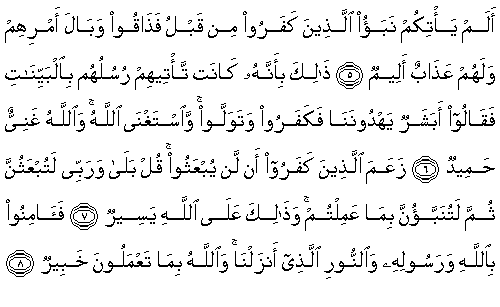 أَلَمْ يَأْتِكُمْ نَبَؤُا۟ ٱلَّذِينَ كَفَرُوا۟ مِن قَبْلُ فَذَاقُوا۟ وَبَالَ أَمْرِهِمْ
وَلَهُمْ عَذَابٌ أَلِيمٌ ۝٥ ذَٰلِكَ بِأَنَّهُۥ كَانَت تَّأْتِيهِمْ رُسُلُهُم بِٱلْبَيِّنَـٰتِ
فَقَالُوٓا۟ أَبَشَرٌ يَهْدُونَنَا فَكَفَرُوا۟ وَتَوَلَّوا۟ ۚ وَّٱسْتَغْنَى ٱللَّهُ ۚ وَٱللَّهُ غَنِىٌّ
حَمِيدٌ ۝٦ زَعَمَ ٱلَّذِينَ كَفَرُوٓا۟ أَن لَّن يُبْعَثُوا۟ ۚ قُلْ بَلَىٰ وَرَبِّى لَتُبْعَثُنَّ
ثُمَّ لَتُنَبَّؤُنَّ بِمَا عَمِلْتُمْ ۚ وَذَٰلِكَ عَلَى ٱللَّهِ يَسِيرٌ ۝٧ فَـَٔامِنُوا۟
بِٱللَّهِ وَرَسُولِهِۦ وَٱلنُّورِ ٱلَّذِىٓ أَنزَلْنَا ۚ وَٱللَّهُ بِمَا تَعْمَلُونَ خَبِيرٌ ۝٨